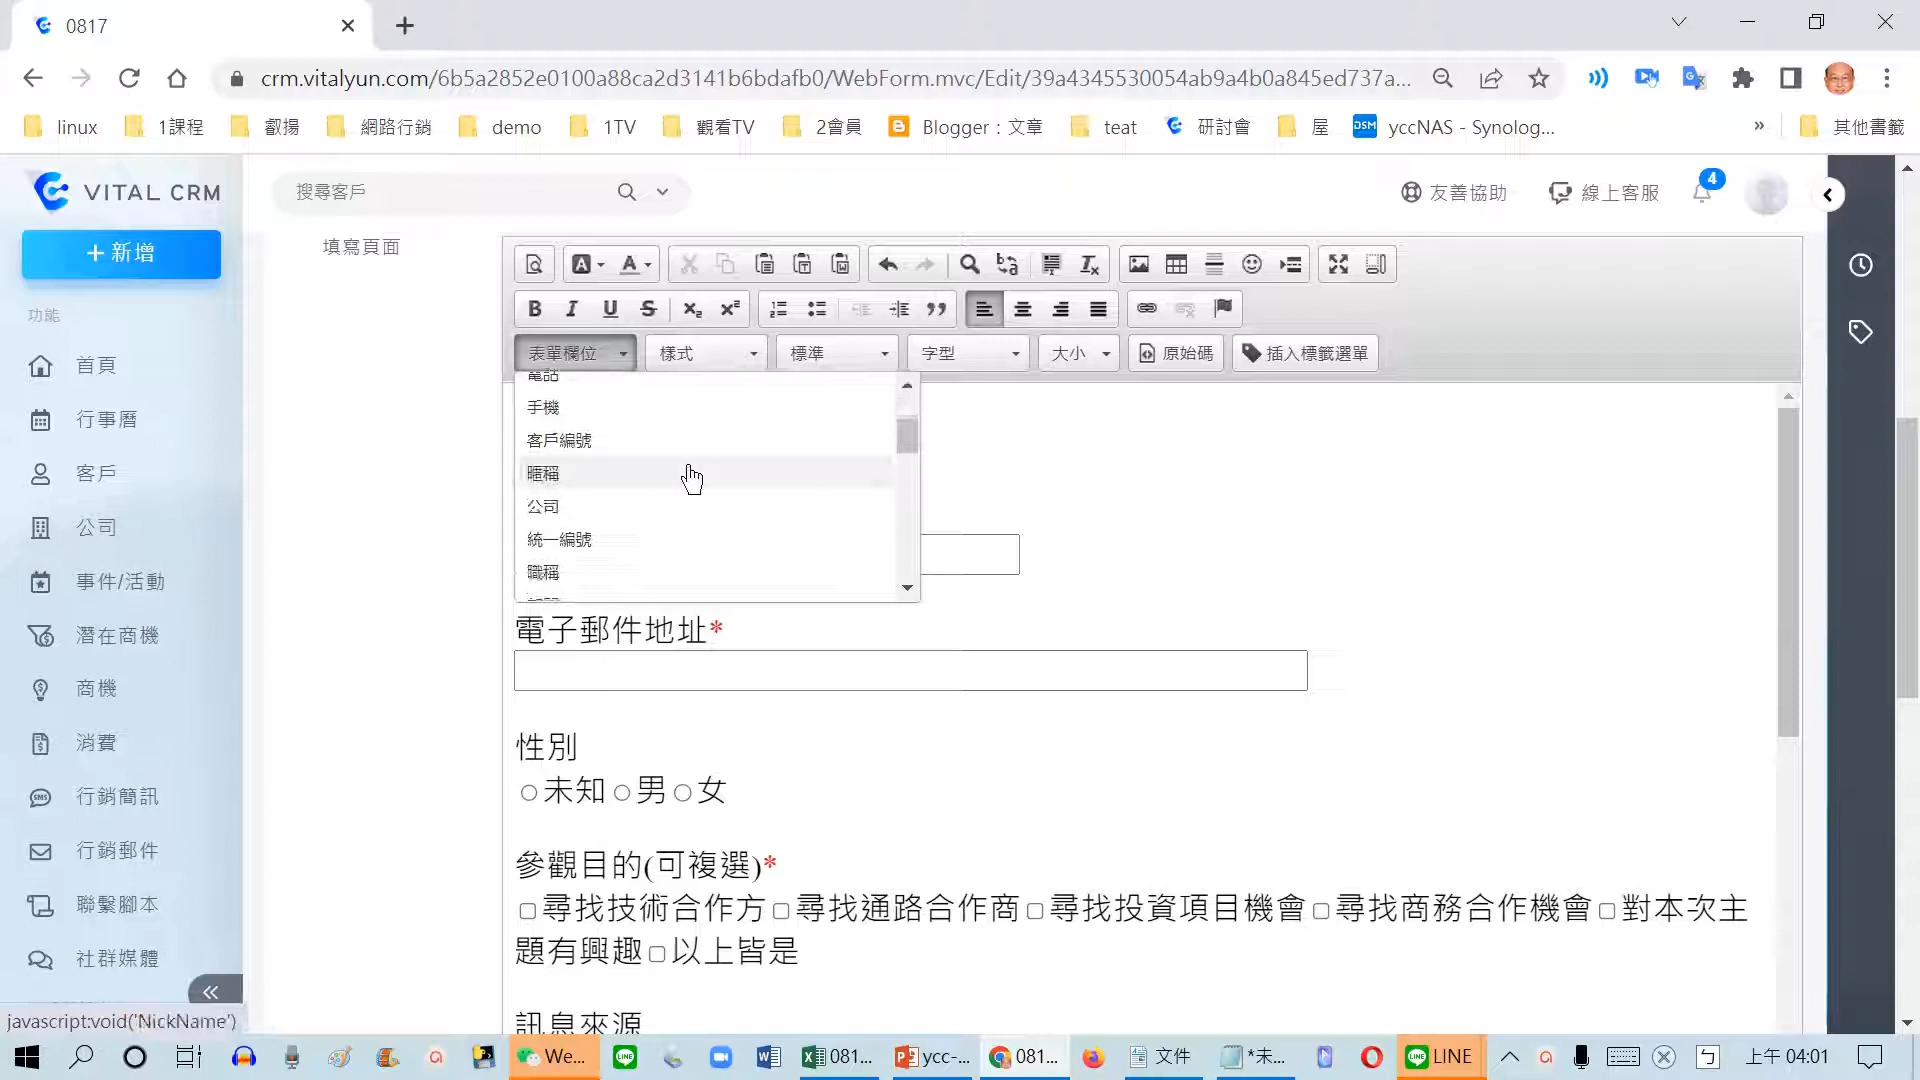 0817
crm.vitalyun.com/6b5a2852e0100a88ca2d3141b6bdafb0/WebForm.mvc/Edit/39a4345530054ab9a4b0a845ed737a...
linux 1課程 叡揚 網路行銷 demo 1TV 觀看TV 2會員 Blogger：文章 teat 研討會 屋 DSM yccNAS - Synolog... » 其他書籤
VITAL CRM
搜尋客戶
友善協助 線上客服 4
+ 新增
功能
首頁
行事曆
客戶
公司
事件/活動
潛在商機
商機
消費
行銷簡訊
行銷郵件
聯繫腳本
社群媒體
填寫頁面
表單欄位 樣式 標準 字型 大小 原始碼 插入標籤選單
電話
手機
客戶編號
暱稱
公司
統一編號
職稱
電子郵件地址*
性別
未知 男 女
參觀目的(可複選)*
尋找技術合作方 尋找通路合作商 尋找投資項目機會 尋找商務合作機會 對本次主
題有興趣 以上皆是
訊息來源
javascript:void('NickName')
We... 081... ycc-... 081... 文件 *未... LINE ㄅ 上午 04:01